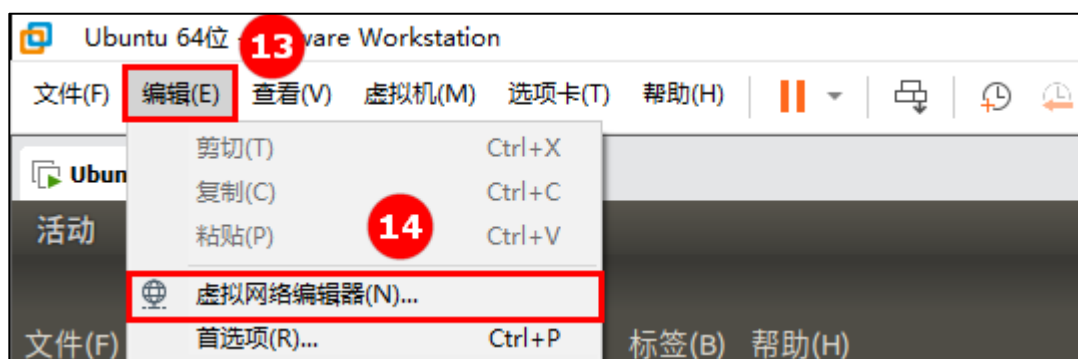 Ubuntu 64位 - ware Workstation
13
文件(F) 编辑(E) 查看(V) 虚拟机(M) 选项卡(T) 帮助(H)
Ubun
剪切(T) Ctrl+X
复制(C) Ctrl+C
14
活动
粘贴(P) Ctrl+V
虚拟网络编辑器(N)...
文件(F)
首选项(R)... Ctrl+P
标签(B) 帮助(H)